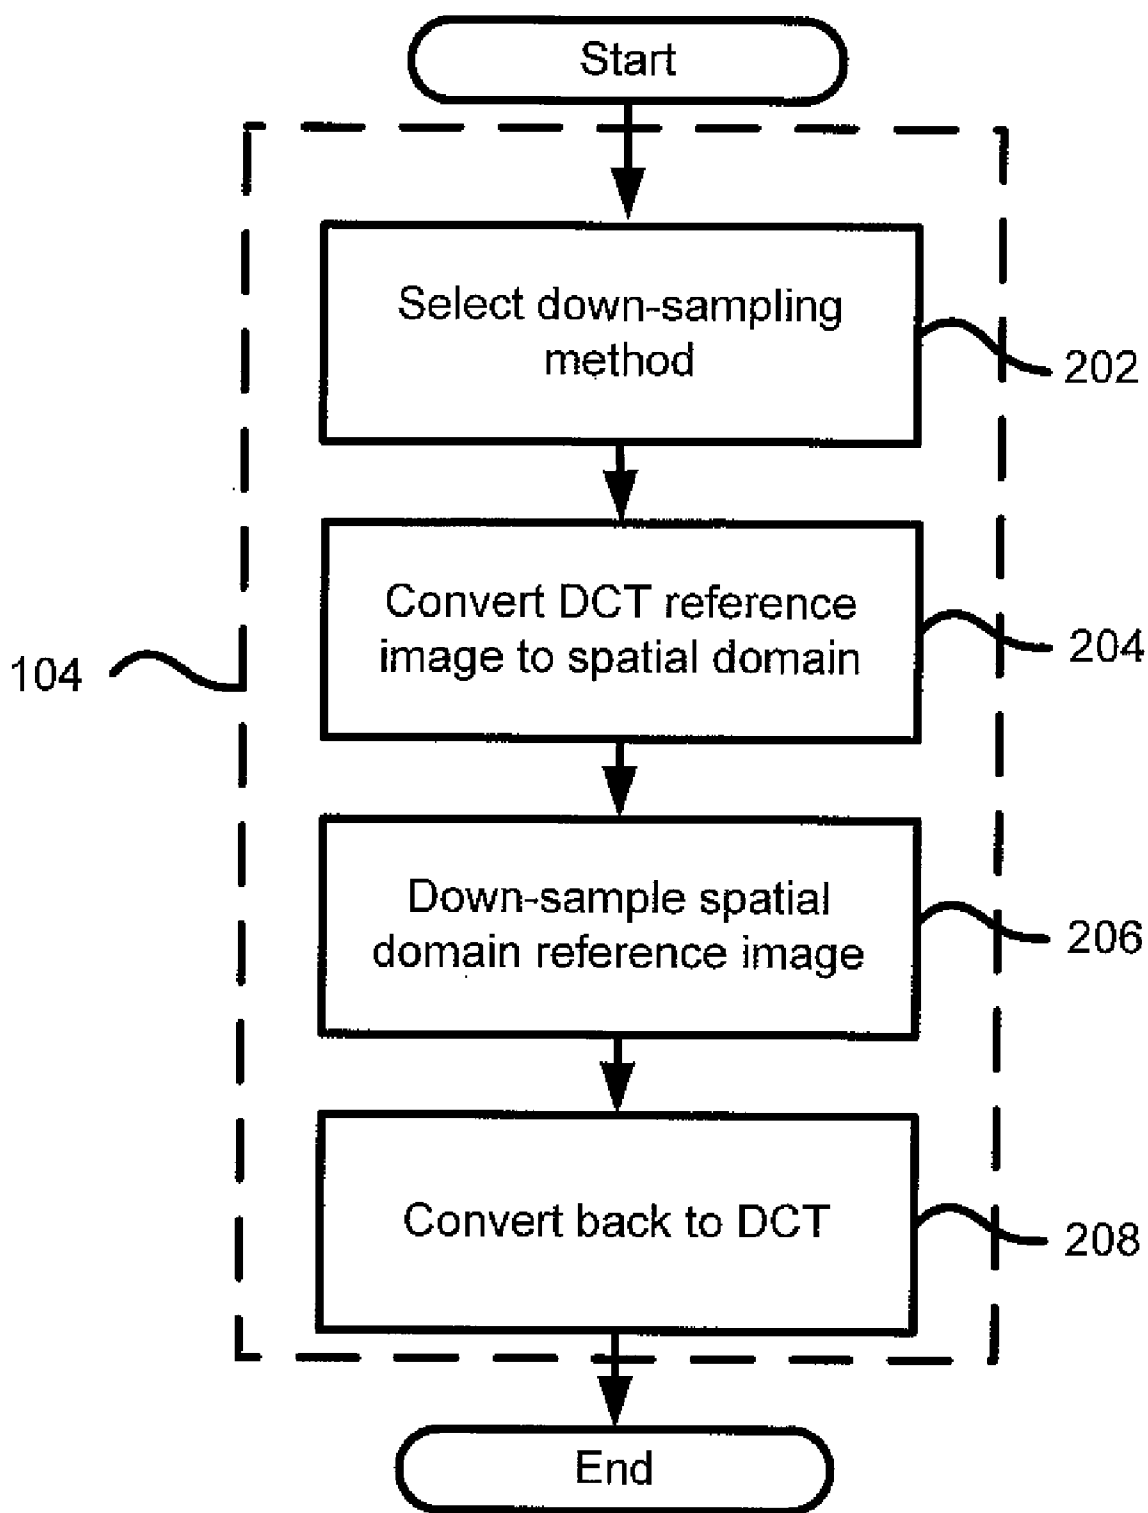 Start
Select down-sampling
method
202
Convert DCT reference
image to spatial domain
204
104
Down-sample spatial
domain reference image
206
Convert back to DCT
208
End